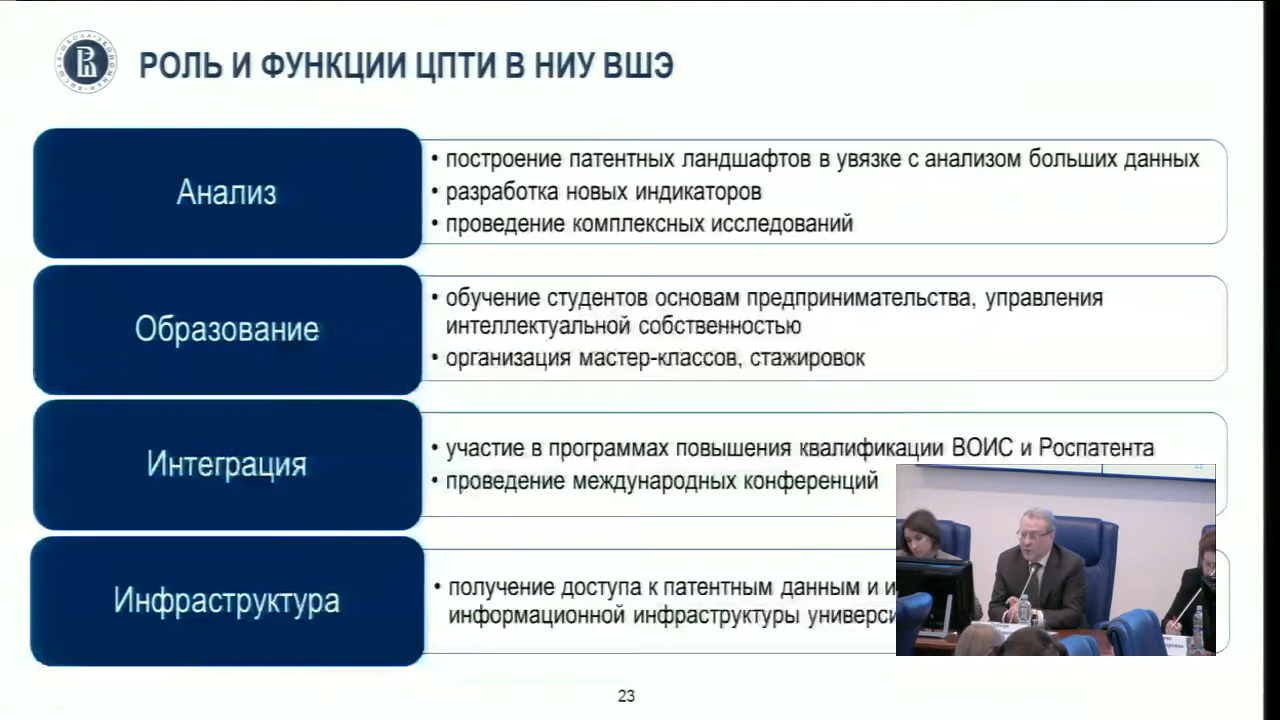 РОЛЬ И ФУНКЦИИ ЦПТИ В НИУ ВШЭ
Анализ
• построение патентных ландшафтов в увязке с анализом больших данных
• разработка новых индикаторов
• проведение комплексных исследований
Образование
• обучение студентов основам предпринимательства, управления
интеллектуальной собственностью
• организация мастер-классов, стажировок
Интеграция
• участие в программах повышения квалификации ВОИС и Роспатента
• проведение международных конференций
Инфраструктура
• получение доступа к патентным данным и
информационной инфраструктуры
23